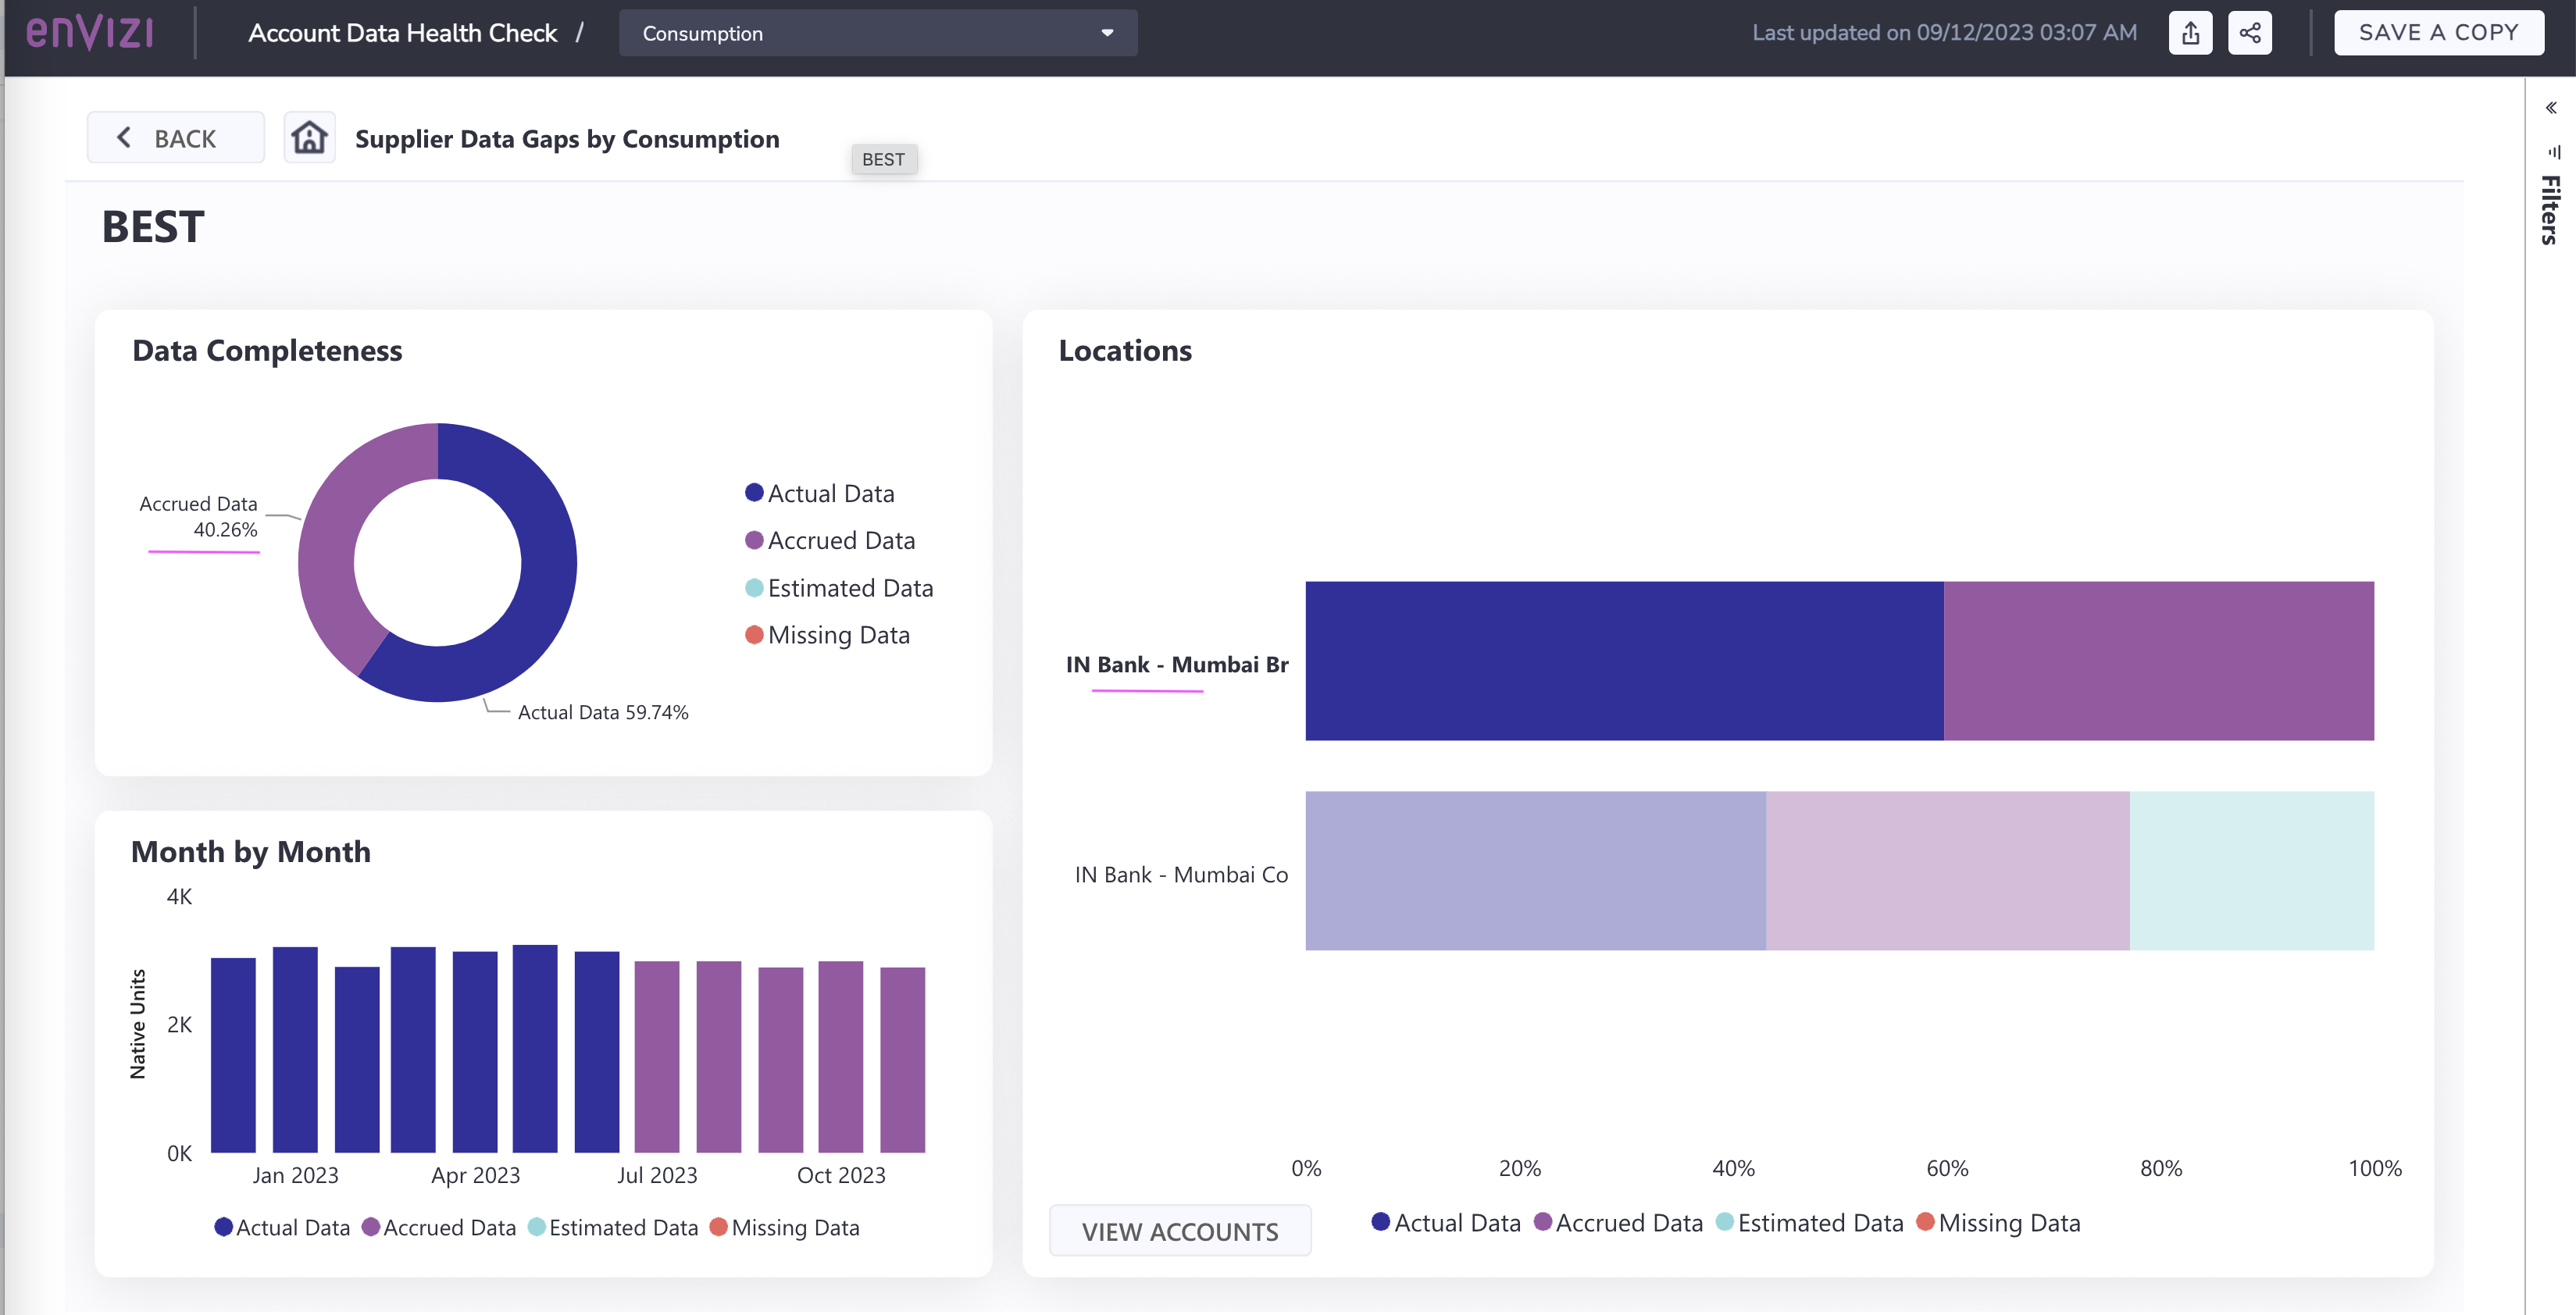 enVIZI
Account Data Health Check /
Consumption
Last updated on 09/12/2023 03:07 AM
SAVE A COPY
BACK
Supplier Data Gaps by Consumption
BEST
Filters
BEST
Data Completeness
Accrued Data
40.26%
Actual Data 59.74%
Actual Data
Accrued Data
Estimated Data
Missing Data
Month by Month
4K
2K
0K
Native Units
Jan 2023 Apr 2023 Jul 2023 Oct 2023
Actual Data Accrued Data Estimated Data Missing Data
Locations
IN Bank - Mumbai Br
IN Bank - Mumbai Co
0% 20% 40% 60% 80% 100%
VIEW ACCOUNTS
Actual Data Accrued Data Estimated Data Missing Data